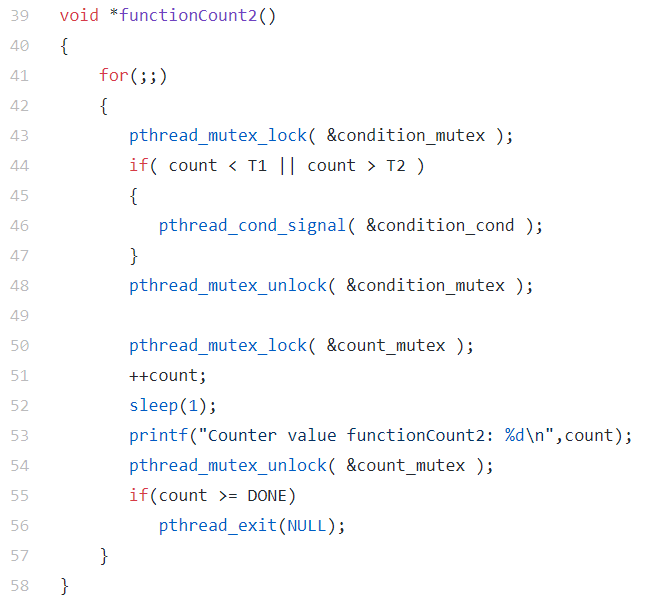 39 void *functionCount2()
40 {
41     for(;;)
42     {
43        pthread_mutex_lock( &condition_mutex );
44        if( count < T1 || count > T2 )
45        {
46           pthread_cond_signal( &condition_cond );
47        }
48        pthread_mutex_unlock( &condition_mutex );
49
50        pthread_mutex_lock( &count_mutex );
51        ++count;
52        sleep(1);
53        printf("Counter value functionCount2: %d\n",count);
54        pthread_mutex_unlock( &count_mutex );
55        if(count >= DONE)
56           pthread_exit(NULL);
57     }
58 }